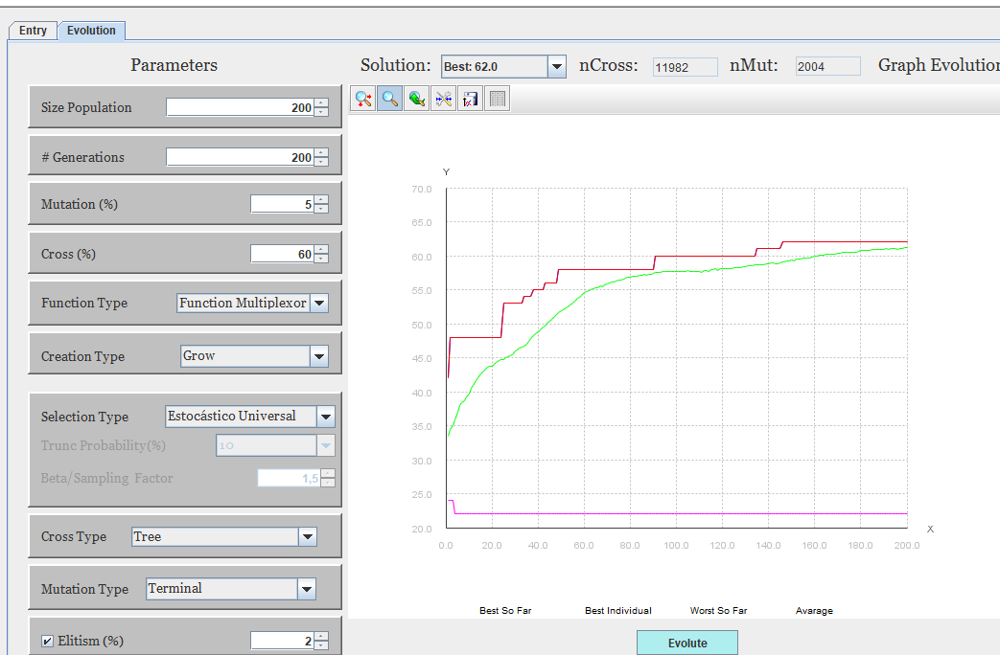 Entry Evolution
Parameters
Solution: Best: 62.0 nCross: 11982 nMut: 2004 Graph Evolution
Size Population 200
# Generations 200
Mutation (%) 5
Cross (%) 60
Function Type Function Multiplexor
Creation Type Grow
Selection Type Estocástico Universal
Trunc Probability(%) 10
Beta/Sampling Factor 1,5
Cross Type Tree
Mutation Type Terminal
Elitism (%) 2
Y
70.0
65.0
60.0
55.0
50.0
45.0
40.0
35.0
30.0
25.0
20.0
X
0.0 20.0 40.0 60.0 80.0 100.0 120.0 140.0 160.0 180.0 200.0
Best So Far Best Individual Worst So Far Avarage
Evolute